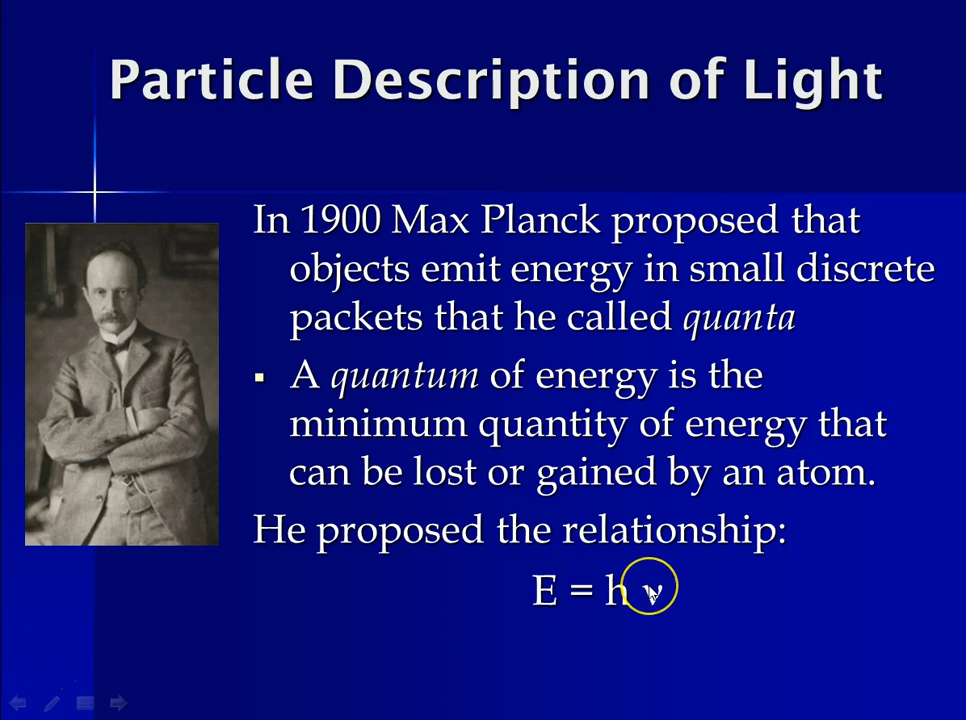 Particle Description of Light
In 1900 Max Planck proposed that
objects emit energy in small discrete
packets that he called quanta
▪ A quantum of energy is the
minimum quantity of energy that
can be lost or gained by an atom.
He proposed the relationship:
E = h ν